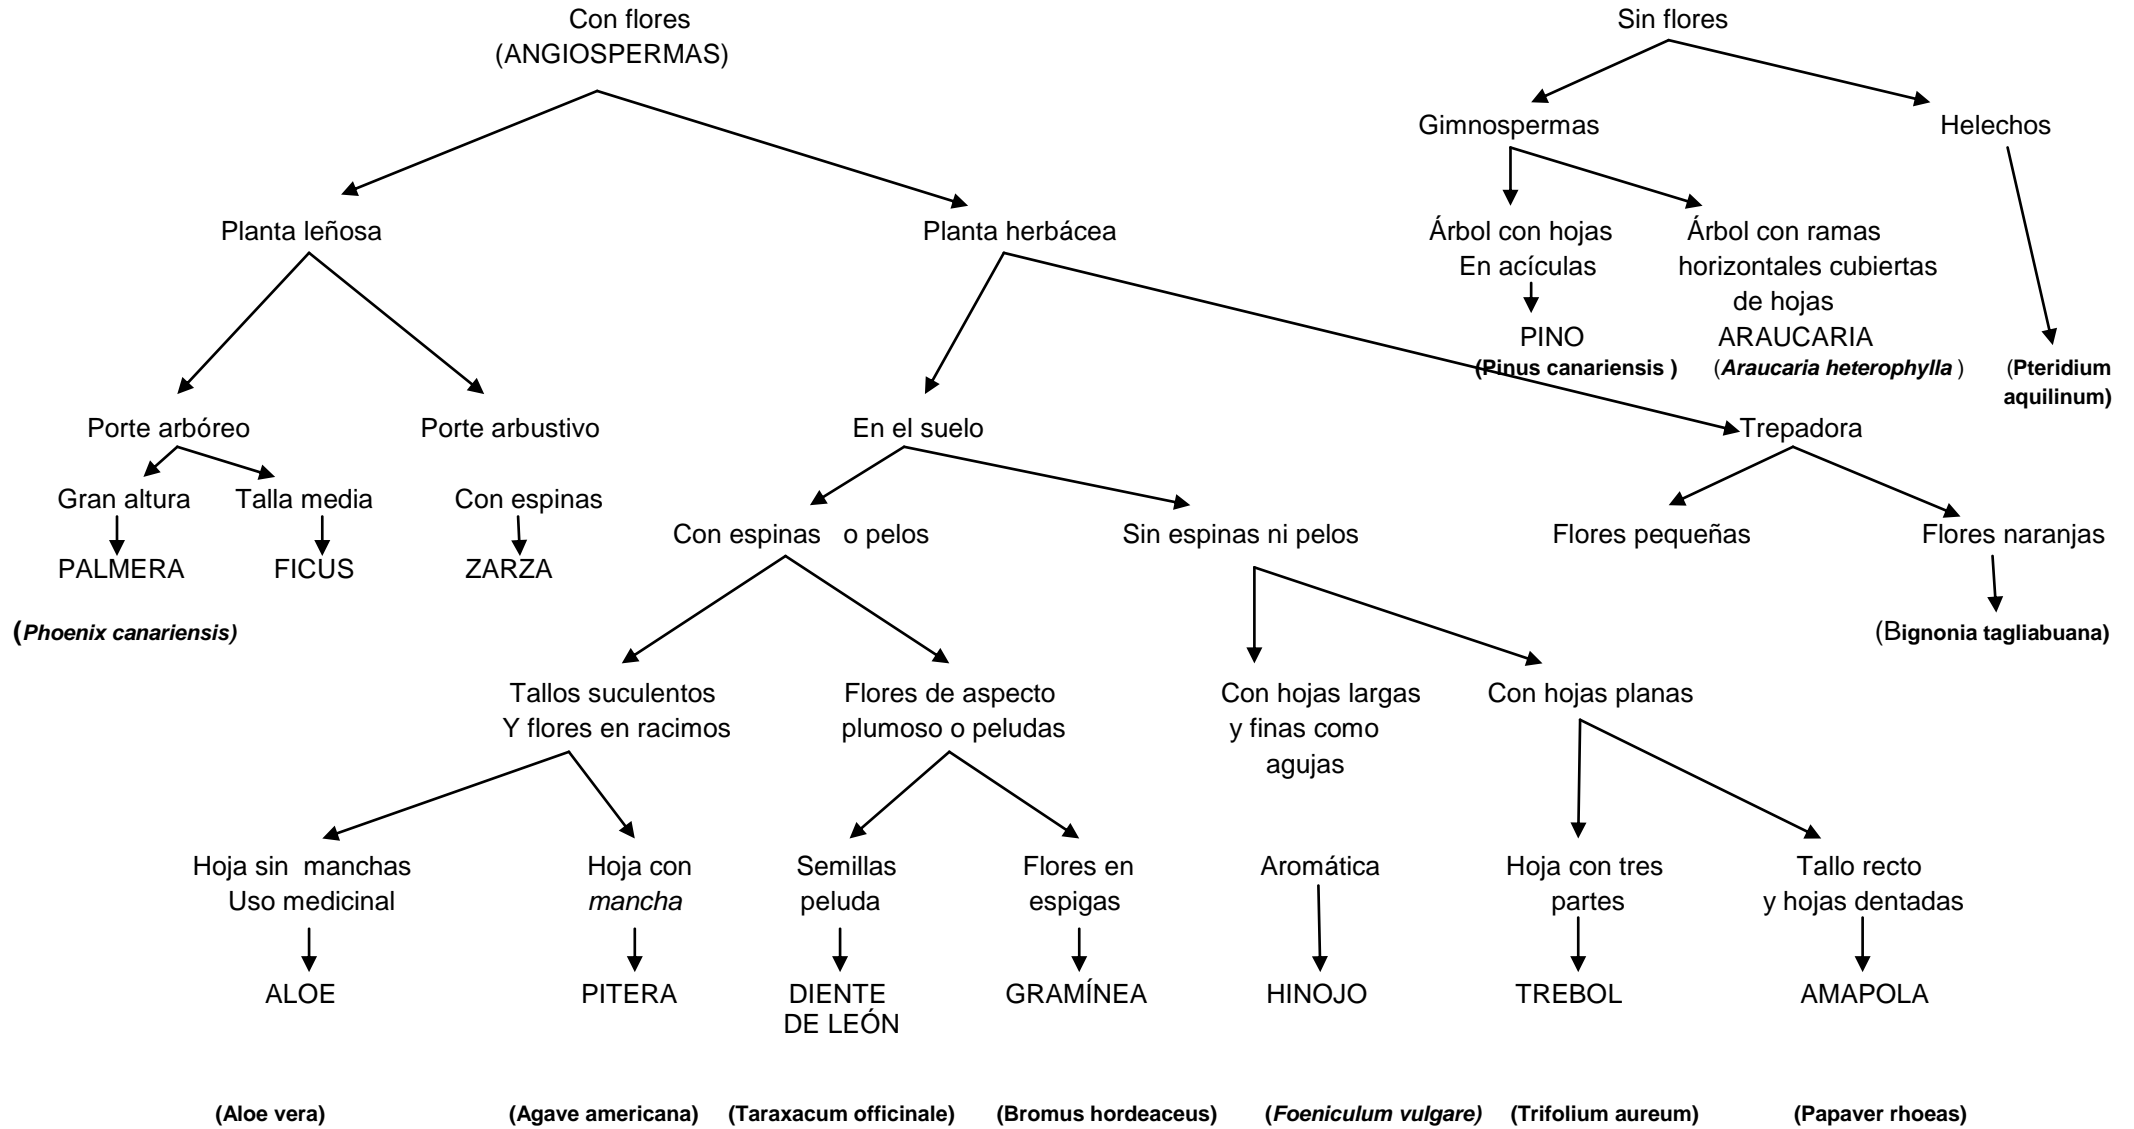 Con flores
(ANGIOSPERMAS)
Sin flores
Gimnospermas
Helechos
Planta leñosa
Planta herbácea
Árbol con hojas
En acículas
Árbol con ramas
horizontales cubiertas
de hojas
PINO
(Pinus canariensis )
ARAUCARIA
(Araucaria heterophylla )
(Pteridium
aquilinum)
Porte arbóreo
Porte arbustivo
En el suelo
Trepadora
Gran altura
Talla media
Con espinas
Con espinas   o pelos
Sin espinas ni pelos
Flores pequeñas
Flores naranjas
PALMERA
FICUS
ZARZA
(Phoenix canariensis)
(Bignonia tagliabuana)
Tallos suculentos
Y flores en racimos
Flores de aspecto
plumoso o peludas
Con hojas largas
y finas como
agujas
Con hojas planas
Hoja sin  manchas
Uso medicinal
Hoja con
mancha
Semillas
peluda
Flores en
espigas
Aromática
Hoja con tres
partes
Tallo recto
y hojas dentadas
ALOE
PITERA
DIENTE
DE LEÓN
GRAMÍNEA
HINOJO
TREBOL
AMAPOLA
(Aloe vera)
(Agave americana)
(Taraxacum officinale)
(Bromus hordeaceus)
(Foeniculum vulgare)
(Trifolium aureum)
(Papaver rhoeas)